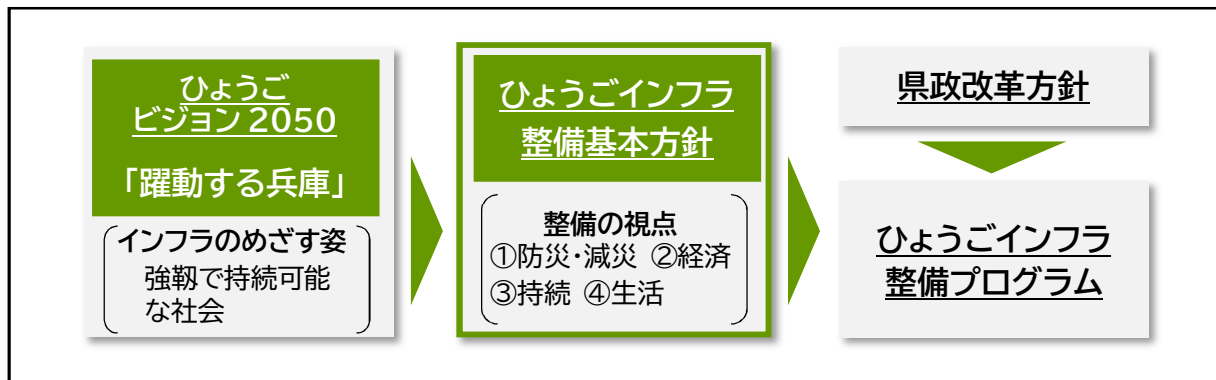 ひょうご
ビジョン 2050
「躍動する兵庫」
インフラのめざす姿
強靱で持続可能
な社会
ひょうごインフラ
整備基本方針
整備の視点
①防災・減災 ②経済
③持続 ④生活
県政改革方針
ひょうごインフラ
整備プログラム